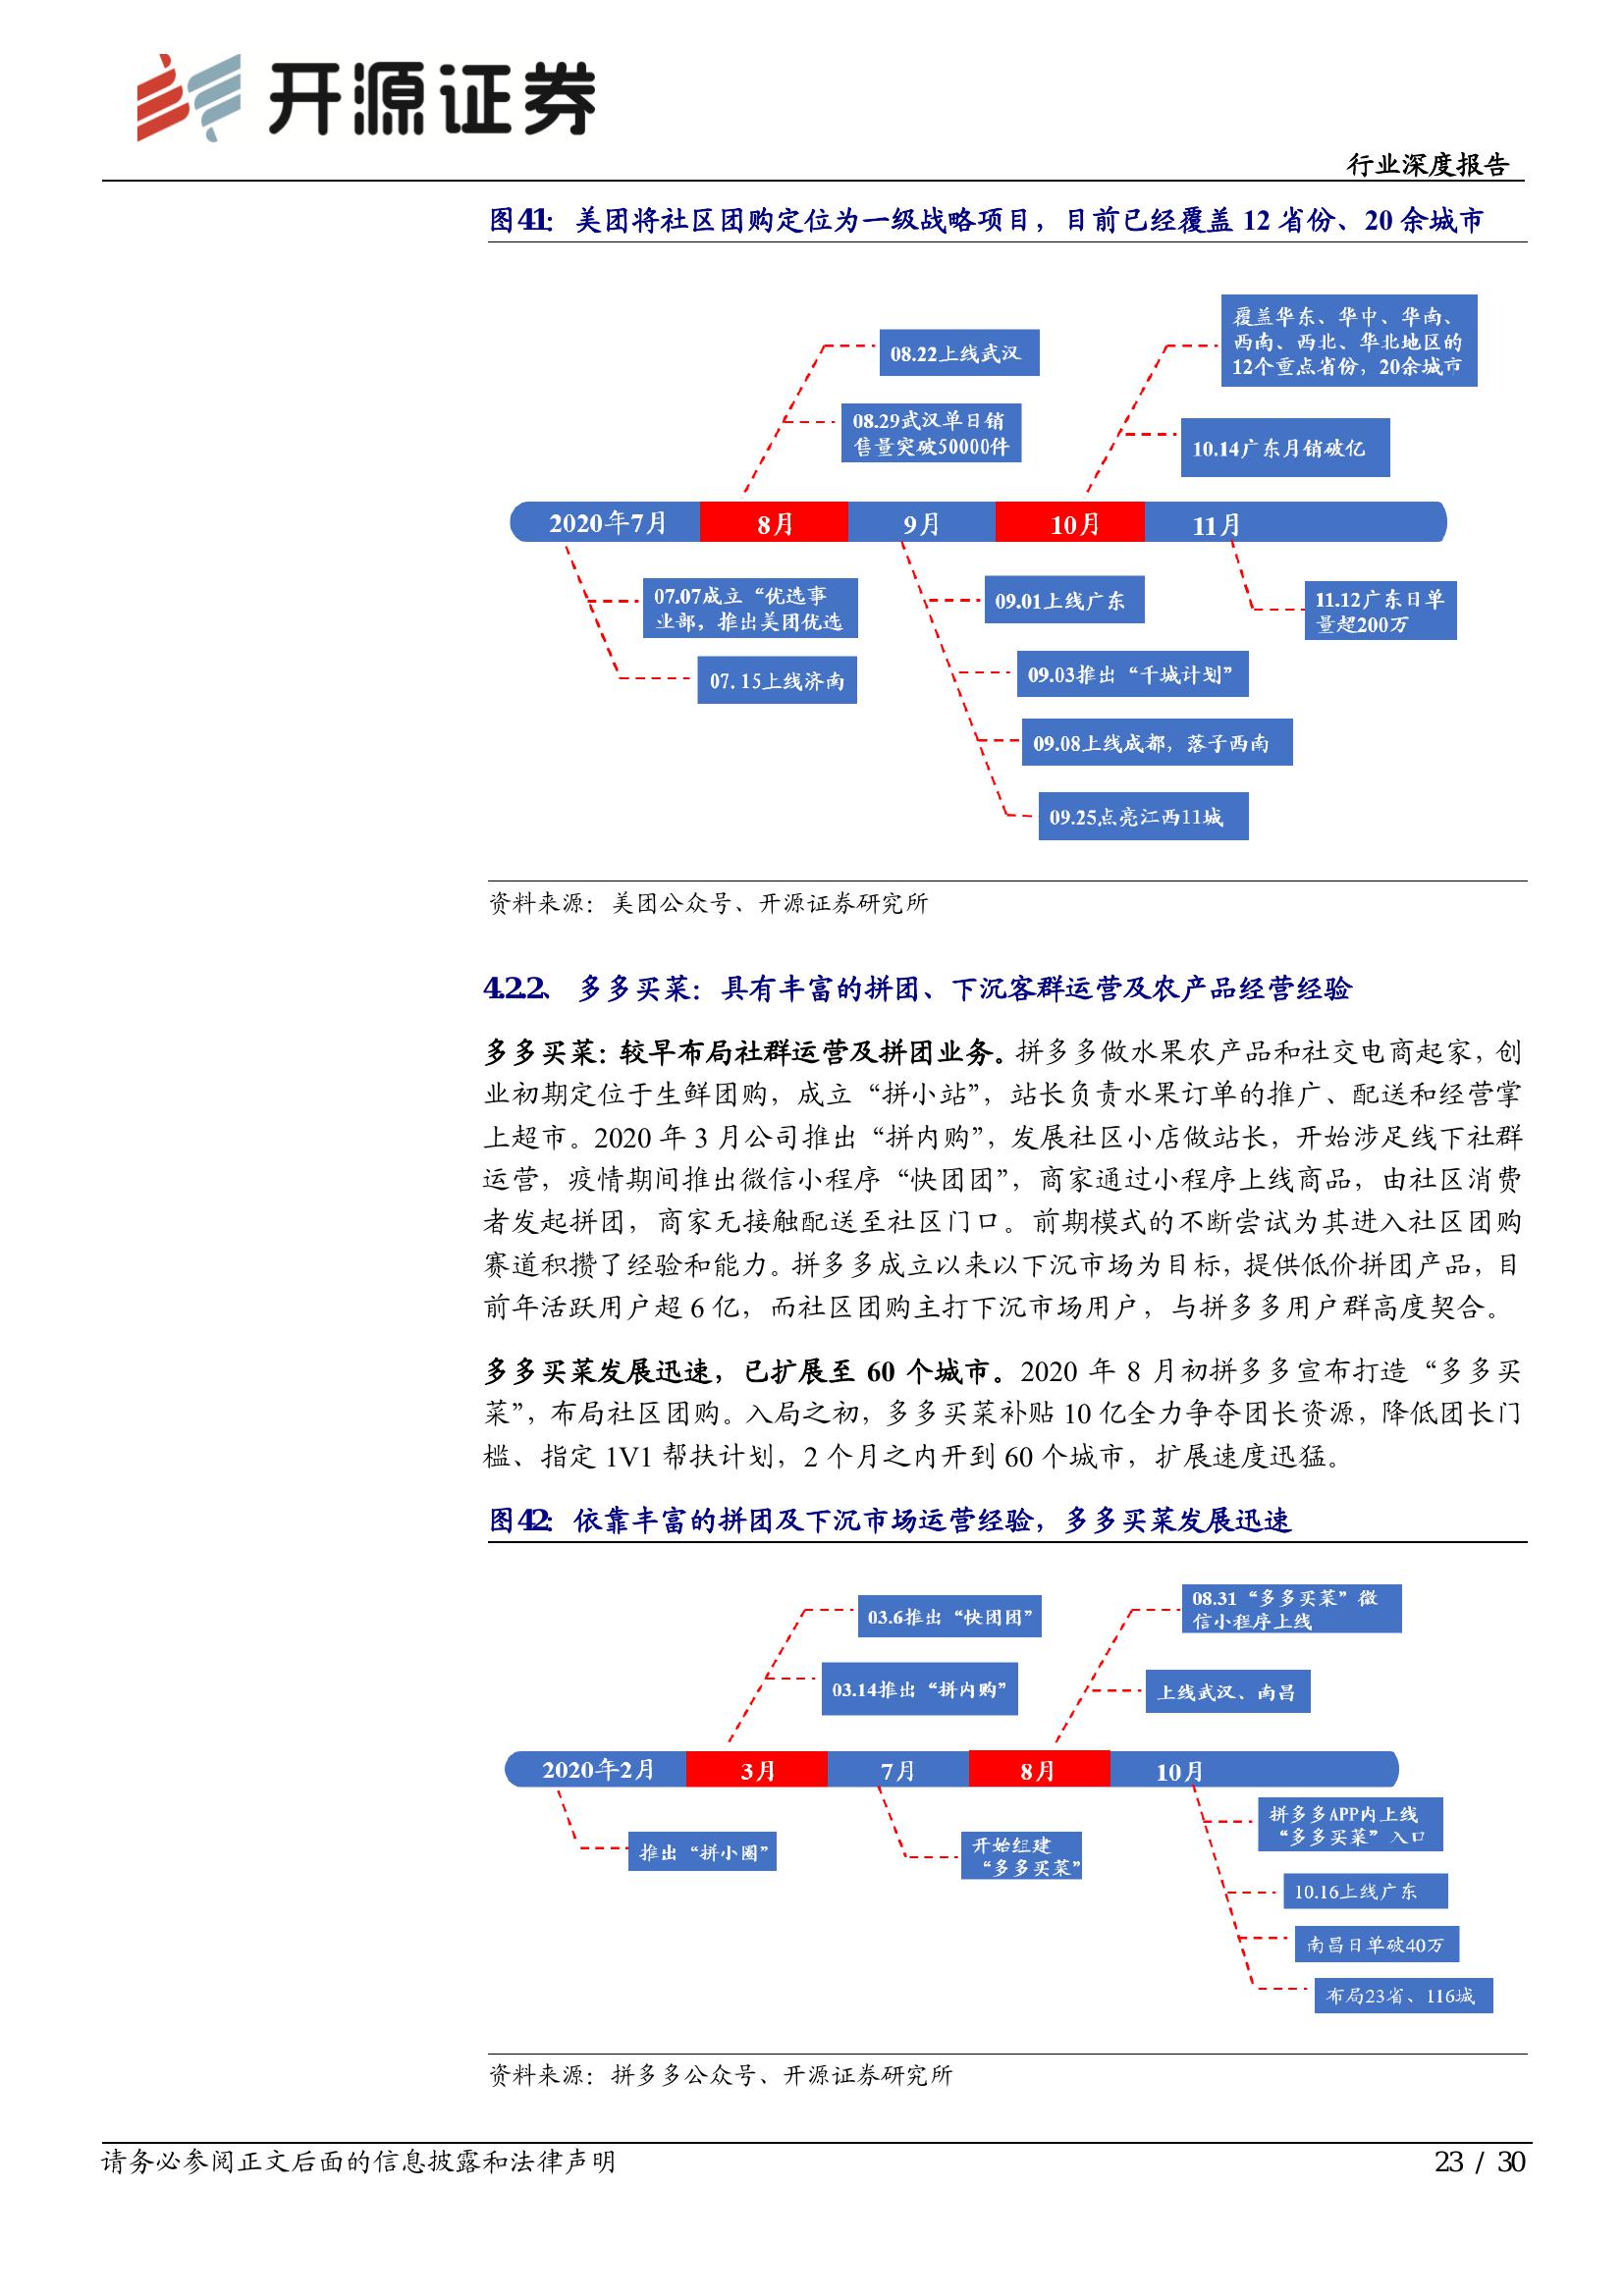 开源证券
行业深度报告
图41：美团将社区团购定位为一级战略项目，目前已经覆盖 12 省份、20 余城市
覆盖华东、华中、华南、
西南、西北、华北地区的
12个重点省份，20余城市
08.22上线武汉
08.29武汉单日销
售量突破50000件
10.14广东月销破亿
2020年7月 8月 9月 10月 11月
07.07成立“优选事
业部，推出美团优选
07. 15上线济南
09.01上线广东
09.03推出“千城计划”
09.08上线成都，落子西南
09.25点亮江西11城
11.12广东日单
量超200万
资料来源：美团公众号、开源证券研究所
4.2.2、 多多买菜：具有丰富的拼团、下沉客群运营及农产品经营经验
多多买菜：较早布局社群运营及拼团业务。拼多多做水果农产品和社交电商起家，创
业初期定位于生鲜团购，成立“拼小站”，站长负责水果订单的推广、配送和经营掌
上超市。2020 年 3 月公司推出“拼内购”，发展社区小店做站长，开始涉足线下社群
运营，疫情期间推出微信小程序“快团团”，商家通过小程序上线商品，由社区消费
者发起拼团，商家无接触配送至社区门口。前期模式的不断尝试为其进入社区团购
赛道积攒了经验和能力。拼多多成立以来以下沉市场为目标，提供低价拼团产品，目
前年活跃用户超 6 亿，而社区团购主打下沉市场用户，与拼多多用户群高度契合。
多多买菜发展迅速，已扩展至 60 个城市。2020 年 8 月初拼多多宣布打造“多多买
菜”，布局社区团购。入局之初，多多买菜补贴 10 亿全力争夺团长资源，降低团长门
槛、指定 1V1 帮扶计划，2 个月之内开到 60 个城市，扩展速度迅猛。
图42：依靠丰富的拼团及下沉市场运营经验，多多买菜发展迅速
03.6推出“快团团”
03.14推出“拼内购”
08.31“多多买菜”微
信小程序上线
上线武汉、南昌
2020年2月 3月 7月 8月 10月
推出“拼小圈”
开始组建
“多多买菜”
拼多多APP内上线
“多多买菜”入口
10.16上线广东
南昌日单破40万
布局23省、116城
资料来源：拼多多公众号、开源证券研究所
请务必参阅正文后面的信息披露和法律声明
23 / 30